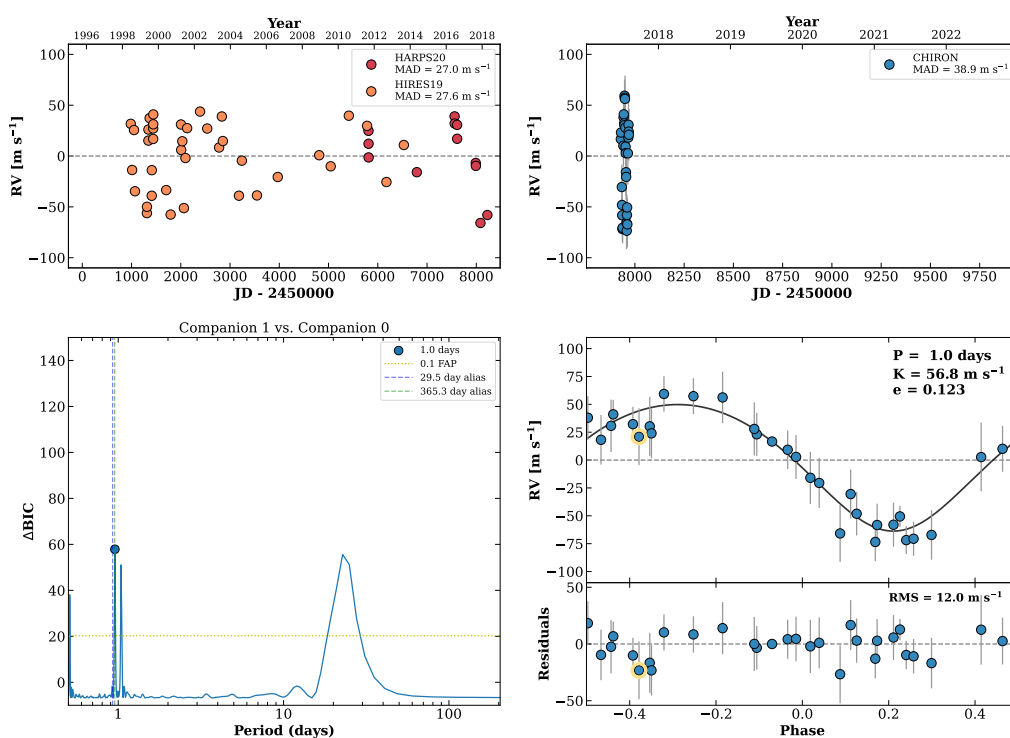 Year
1996 1998 2000 2002 2004 2006 2008 2010 2012 2014 2016 2018
HARPS20
MAD = 27.0 m s⁻¹
HIRES19
MAD = 27.6 m s⁻¹
RV [m s⁻¹]
100
50
0
−50
−100
0 1000 2000 3000 4000 5000 6000 7000 8000
JD - 2450000
Year
2018 2019 2020 2021 2022
CHIRON
MAD = 38.9 m s⁻¹
RV [m s⁻¹]
100
50
0
−50
−100
8000 8250 8500 8750 9000 9250 9500 9750
JD - 2450000
Companion 1 vs. Companion 0
1.0 days
0.1 FAP
29.5 day alias
365.3 day alias
ΔBIC
140
120
100
80
60
40
20
0
1 10 100
Period (days)
P = 1.0 days
K = 56.8 m s⁻¹
e = 0.123
RV [m s⁻¹]
100
75
50
25
0
−25
−50
−75
−100
RMS = 12.0 m s⁻¹
Residuals
50
0
−50
−0.4 −0.2 0.0 0.2 0.4
Phase